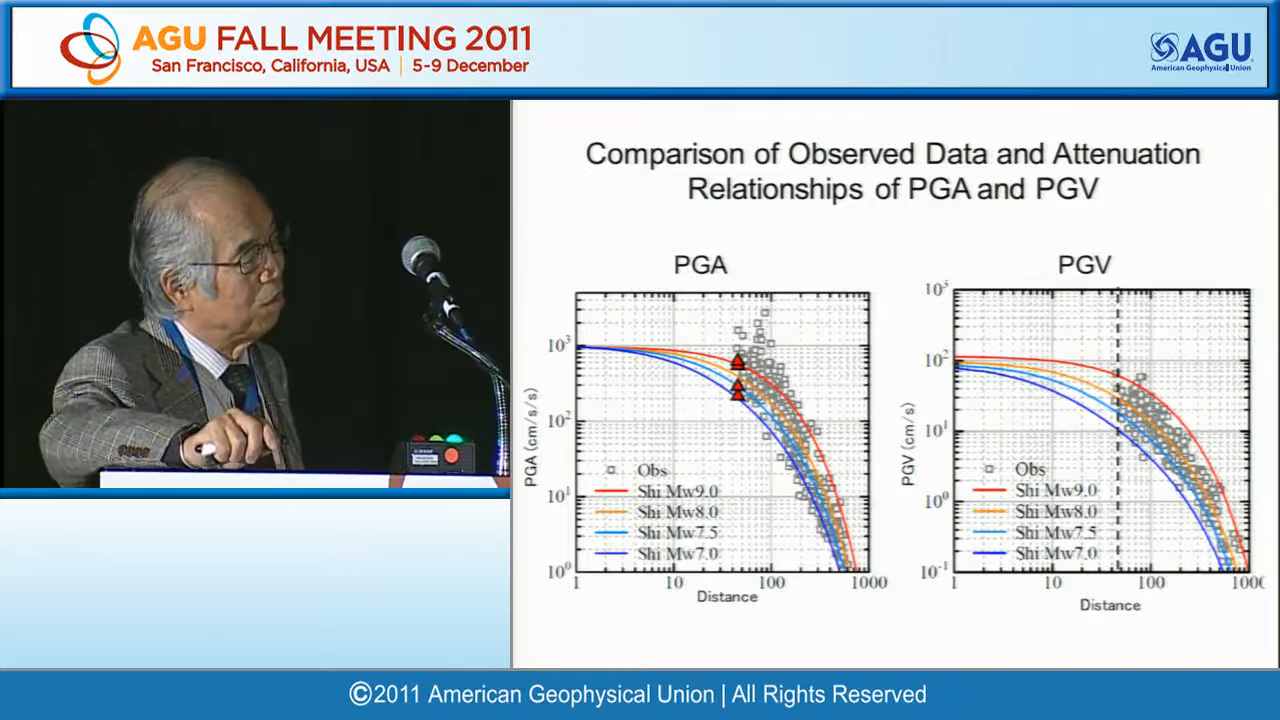 AGU FALL MEETING 2011
San Francisco, California, USA | 5-9 December
AGU
American Geophysical Union
Comparison of Observed Data and Attenuation
Relationships of PGA and PGV
PGA
PGA (cm/s/s)
10³
10²
10¹
10⁰
1 10 100 1000
Distance
Obs
Shi Mw9.0
Shi Mw8.0
Shi Mw7.5
Shi Mw7.0
PGV
PGV (cm/s)
10³
10²
10¹
10⁰
10⁻¹
1 10 100 100
Distance
Obs
Shi Mw9.0
Shi Mw8.0
Shi Mw7.5
Shi Mw7.0
©2011 American Geophysical Union | All Rights Reserved